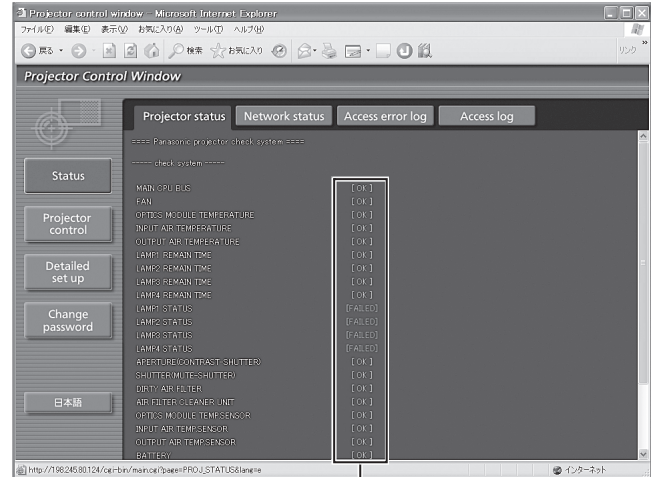 Projector control window - Microsoft Internet Explorer
ファイル(F) 編集(E) 表示(V) お気に入り(A) ツール(T) ヘルプ(H)
戻る 検索 お気に入り リンク »
Projector Control Window
Projector status Network status Access error log Access log
==== Panasonic projector check system ====
----- check system -----
Status
MAIN CPU BUS [ OK ]
FAN [ OK ]
OPTICS MODULE TEMPERATURE [ OK ]
INPUT AIR TEMPERATURE [ OK ]
OUTPUT AIR TEMPERATURE [ OK ]
LAMP1 REMAIN TIME [ OK ]
LAMP2 REMAIN TIME [ OK ]
LAMP3 REMAIN TIME [ OK ]
LAMP4 REMAIN TIME [ OK ]
LAMP1 STATUS [FAILED]
LAMP2 STATUS [FAILED]
LAMP3 STATUS [FAILED]
LAMP4 STATUS [FAILED]
APERTURE(CONTRAST-SHUTTER) [ OK ]
SHUTTER(MUTE-SHUTTER) [ OK ]
DIRTY AIR FILTER [ OK ]
AIR FILTER CLEANER UNIT [ OK ]
OPTICS MODULE TEMP.SENSOR [ OK ]
INPUT AIR TEMP.SENSOR [ OK ]
OUTPUT AIR TEMP.SENSOR [ OK ]
BATTERY [ OK ]
Projector
control
Detailed
set up
Change
password
日本語
http://198.245.80.124/cgi-bin/main.cgi?page=PROJ_STATUS&lang=e インターネット